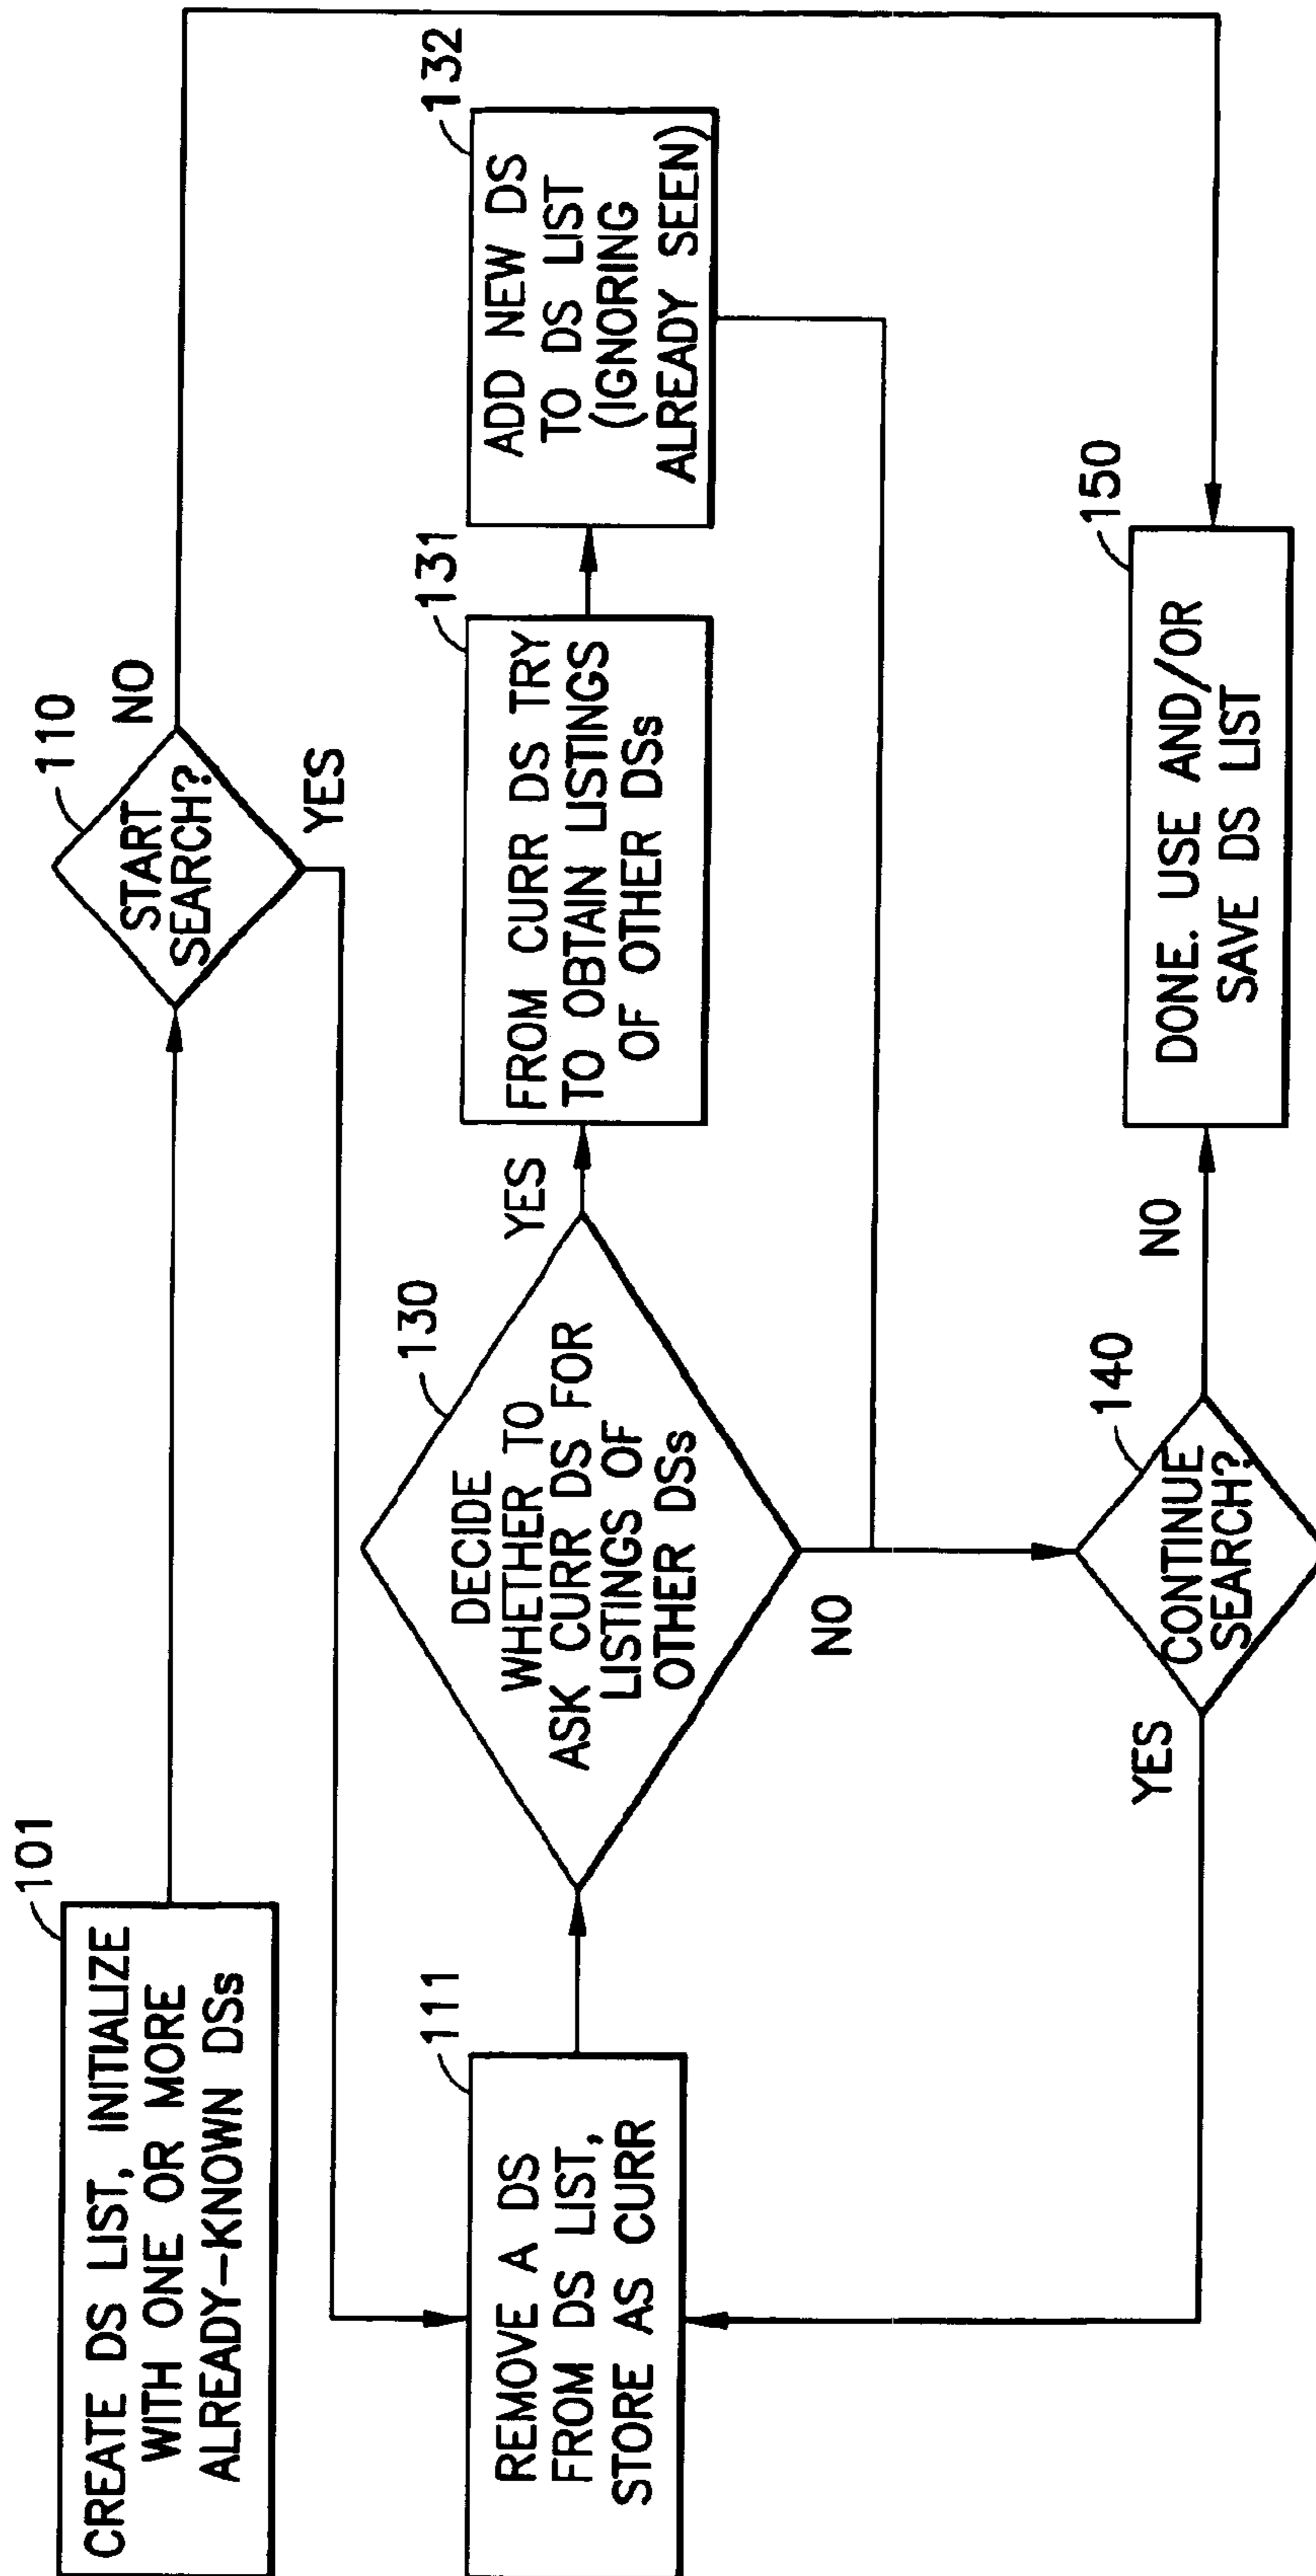 101
CREATE DS LIST, INITIALIZE
WITH ONE OR MORE
ALREADY-KNOWN DSs
110
START
SEARCH?
NO
YES
111
REMOVE A DS
FROM DS LIST,
STORE AS CURR
130
DECIDE
WHETHER TO
ASK CURR DS FOR
LISTINGS OF
OTHER DSs
YES
NO
131
FROM CURR DS TRY
TO OBTAIN LISTINGS
OF OTHER DSs
132
ADD NEW DS
TO DS LIST
(IGNORING
ALREADY SEEN)
140
CONTINUE
SEARCH?
YES
NO
150
DONE. USE AND/OR
SAVE DS LIST